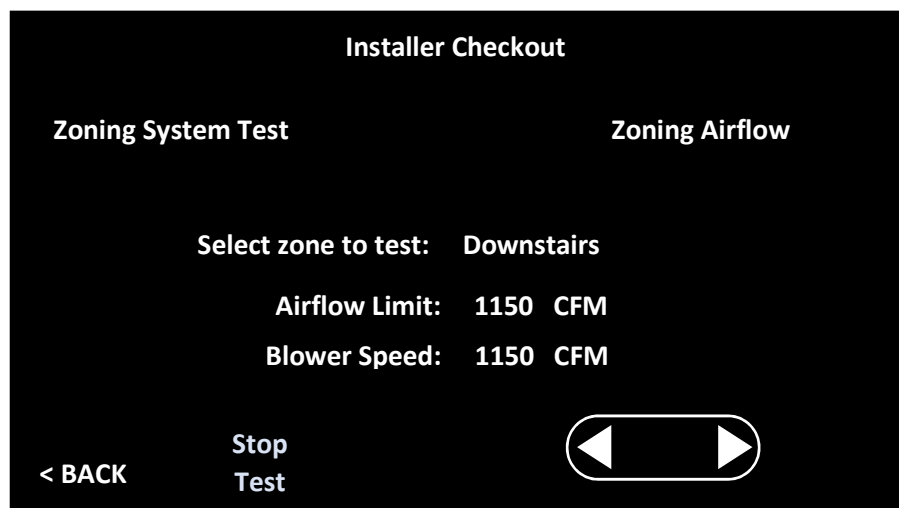 Installer Checkout
Zoning System Test Zoning Airflow
Select zone to test: Downstairs
Airflow Limit: 1150 CFM
Blower Speed: 1150 CFM
Stop
Test
< BACK